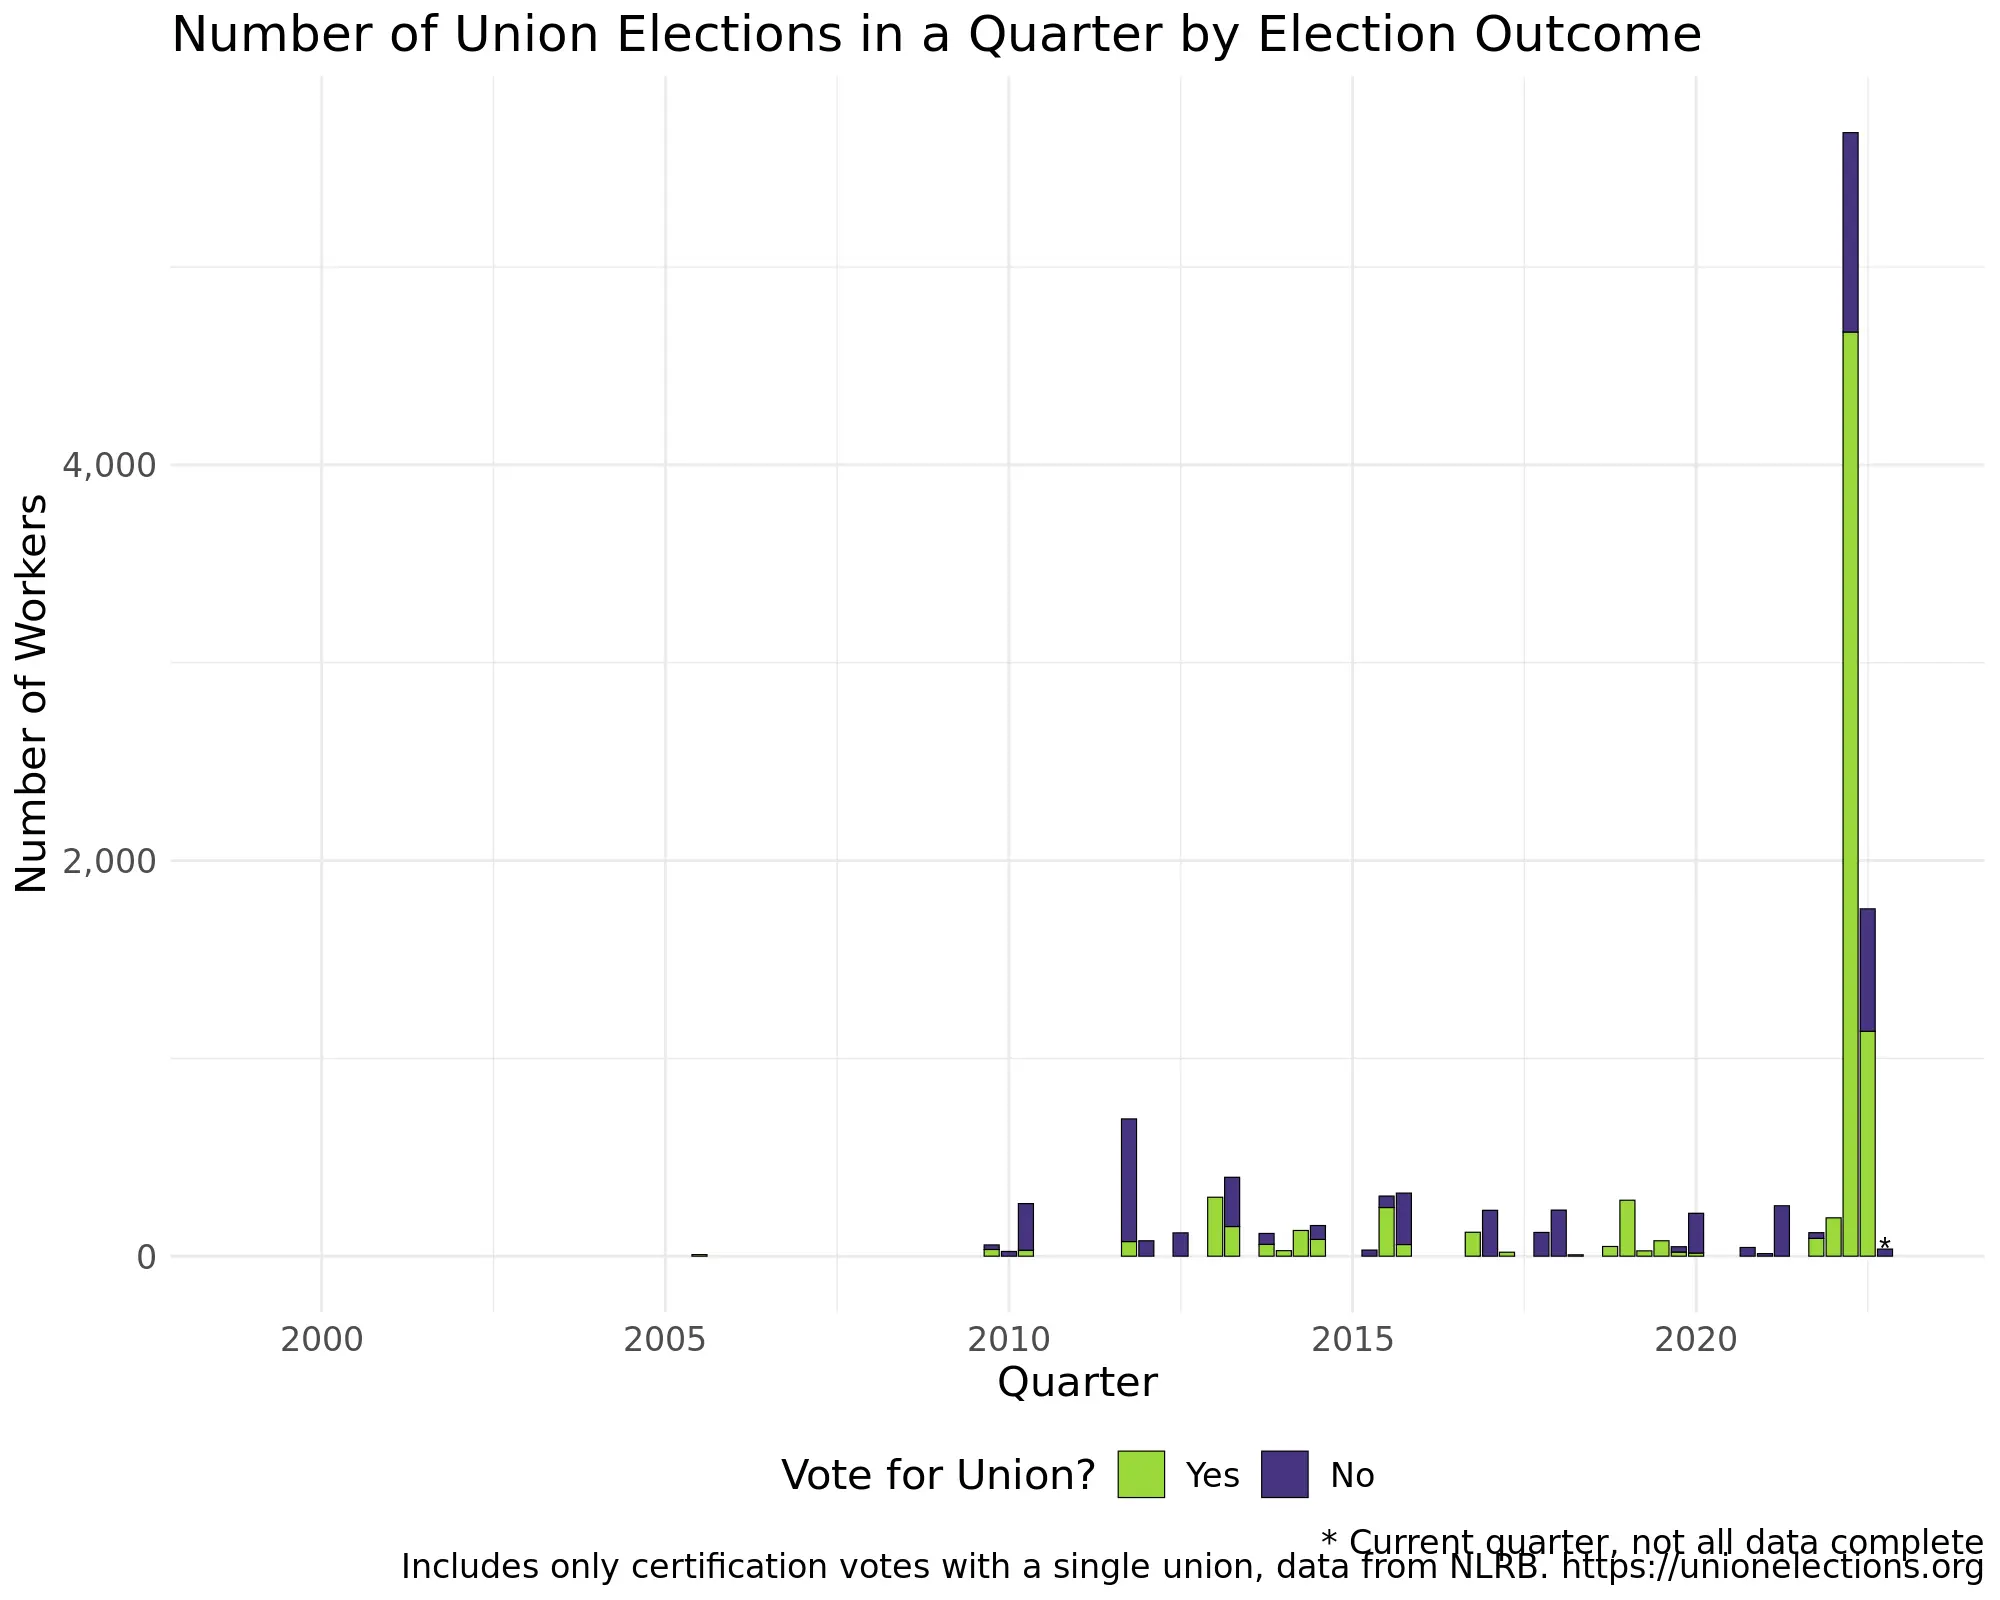 Number of Union Elections in a Quarter by Election Outcome
Number of Workers
4,000
2,000
0
*
2000 2005 2010 2015 2020
Quarter
Vote for Union? Yes No
* Current quarter, not all data complete
Includes only certification votes with a single union, data from NLRB. https://unionelections.org